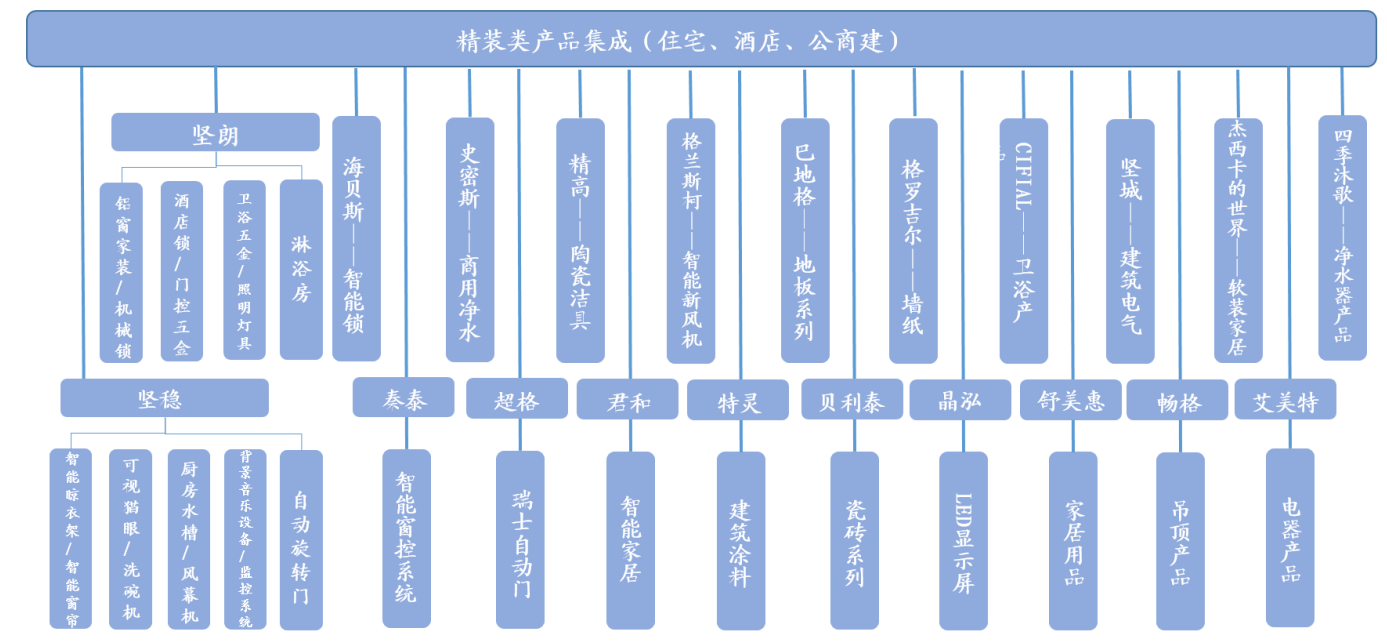 精装类产品集成（住宅、酒店、公商建）
坚朗
铝窗家装/机械锁
酒店锁/门控五金
卫浴五金/照明灯具
淋浴房
海贝斯——智能锁
史密斯——商用净水
精高——陶瓷洁具
格兰斯柯——智能新风机
巳地格——地板系列
格罗吉尔——墙纸
CIFIAL——卫浴产
品
坚城——建筑电气
杰西卡的世界——软装家居
四季沐歌——净水器产品
坚稳
智能晾衣架/智能窗帘
可视猫眼/洗碗机
厨房水槽/风幕机
背景音乐设备/监控系统
自动旋转门
秦泰
智能窗控系统
超格
瑞士自动门
君和
智能家居
特灵
建筑涂料
贝利泰
瓷砖系列
晶泓
LED显示屏
舒美惠
家居用品
畅格
吊顶产品
艾美特
电器产品